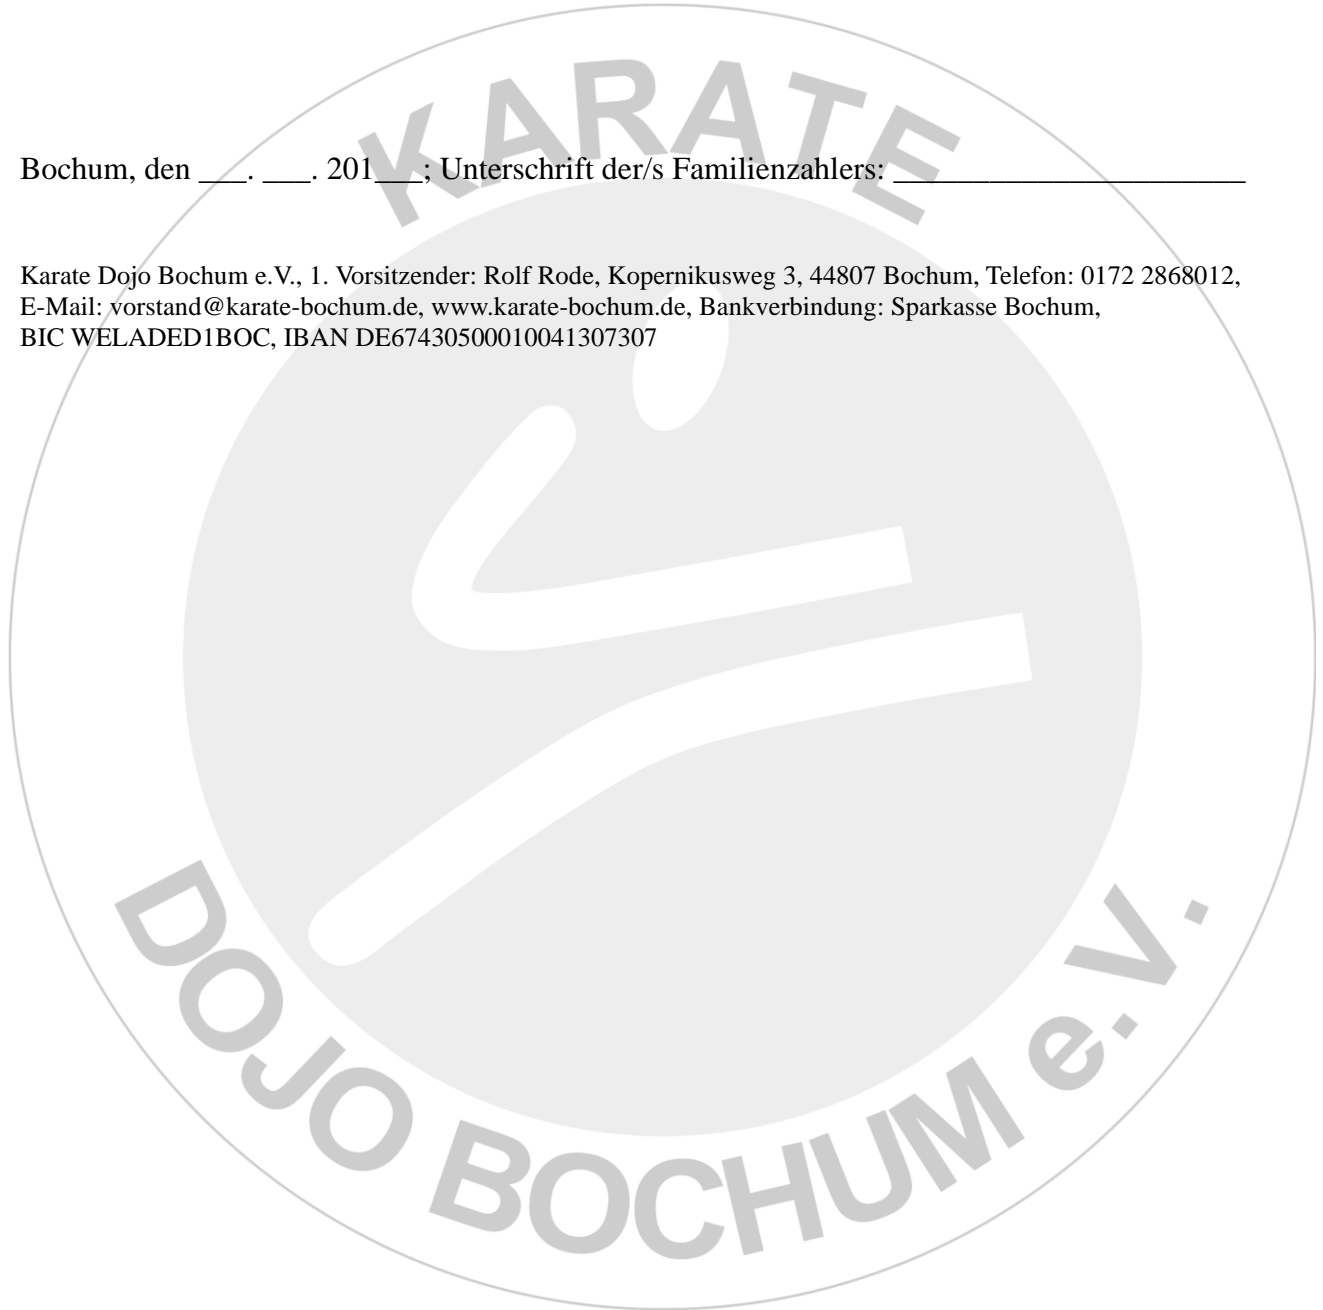 KARATE
Bochum, den ___. ___. 201___; Unterschrift der/s Familienzahlers: ______________________
Karate Dojo Bochum e.V., 1. Vorsitzender: Rolf Rode, Kopernikusweg 3, 44807 Bochum, Telefon: 0172 2868012,
E-Mail: vorstand@karate-bochum.de, www.karate-bochum.de, Bankverbindung: Sparkasse Bochum,
BIC WELADED1BOC, IBAN DE67430500010041307307
DOJO BOCHUM e.V.